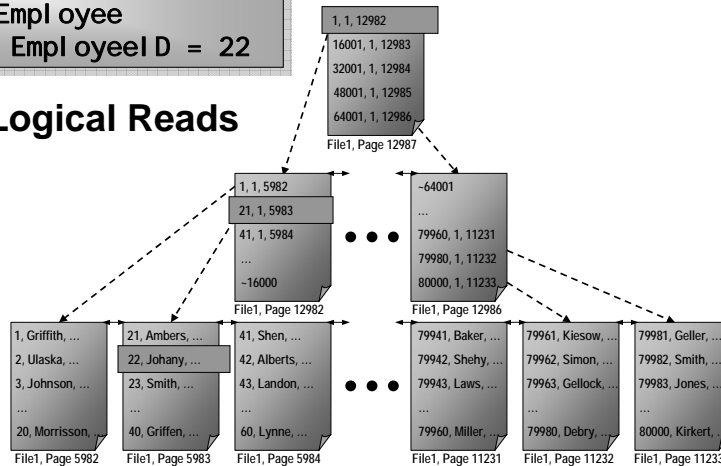 Employee
EmployeeID = 22
Logical Reads
1, 1, 12982
16001, 1, 12983
32001, 1, 12984
48001, 1, 12985
64001, 1, 12986
File1, Page 12987
1, 1, 5982
21, 1, 5983
41, 1, 5984
...
~16000
File1, Page 12982
~64001
...
79960, 1, 11231
79980, 1, 11232
80000, 1, 11233
File1, Page 12986
1, Griffith, ...
2, Ulaska, ...
3, Johnson, ...
...
20, Morrisson, ...
File1, Page 5982
21, Ambers, ...
22, Johany, ...
23, Smith, ...
...
40, Griffen, ...
File1, Page 5983
41, Shen, ...
42, Alberts, ...
43, Landon, ...
...
60, Lynne, ...
File1, Page 5984
79941, Baker, ...
79942, Shehy, ...
79943, Laws, ...
...
79960, Miller, ...
File1, Page 11231
79961, Kiesow, ...
79962, Simon, ...
79963, Gellock, ...
...
79980, Debry, ...
File1, Page 11232
79981, Geller, ...
79982, Smith, ...
79983, Jones, ...
...
80000, Kirkert, ...
File1, Page 11233